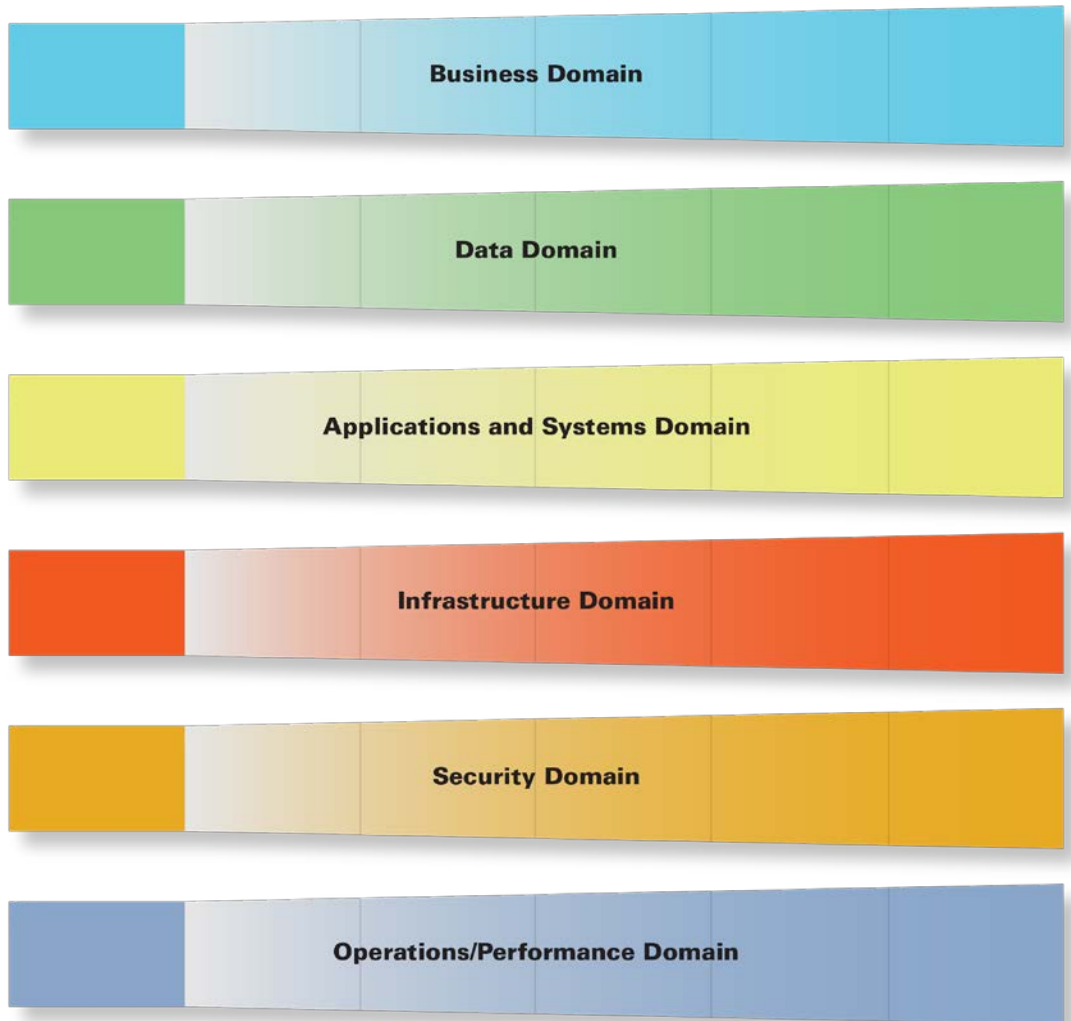 Business Domain
Data Domain
Applications and Systems Domain
Infrastructure Domain
Security Domain
Operations/Performance Domain